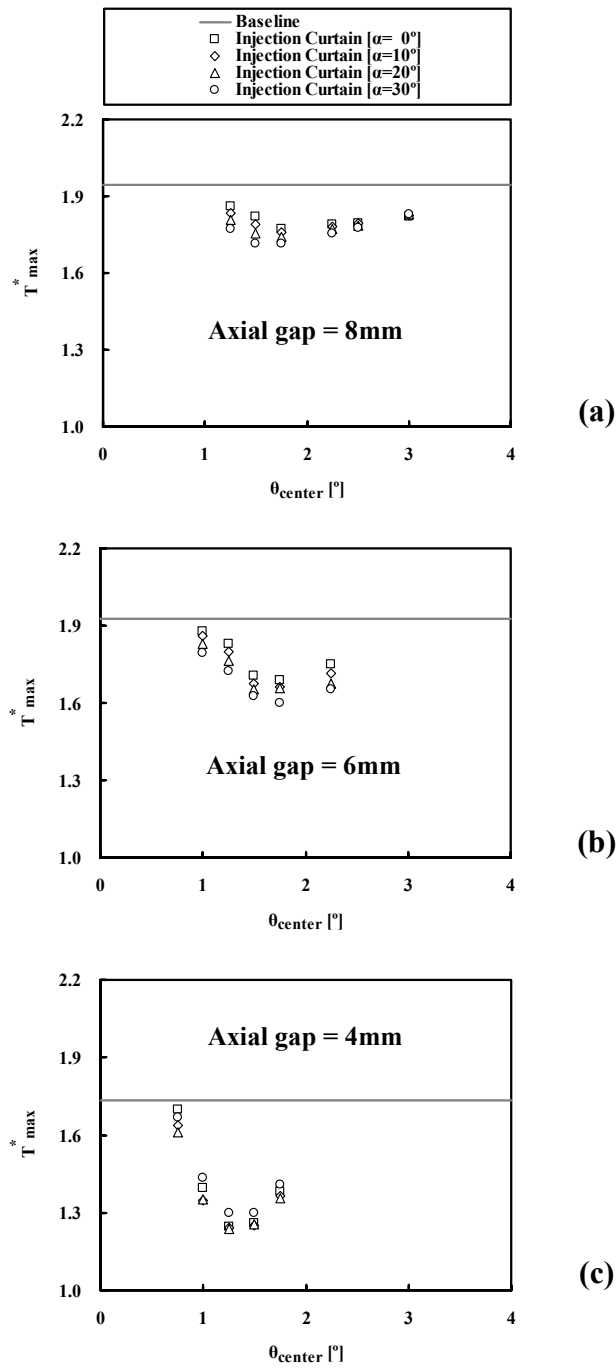 Baseline
Injection Curtain [α= 0º]
Injection Curtain [α=10º]
Injection Curtain [α=20º]
Injection Curtain [α=30º]
2.2
1.9
1.6
1.3
1.0
T*max
Axial gap = 8mm
0 1 2 3 4
θcenter [º]
(a)
2.2
1.9
1.6
1.3
1.0
T*max
Axial gap = 6mm
0 1 2 3 4
θcenter [º]
(b)
2.2
1.9
1.6
1.3
1.0
T*max
Axial gap = 4mm
0 1 2 3 4
θcenter [º]
(c)